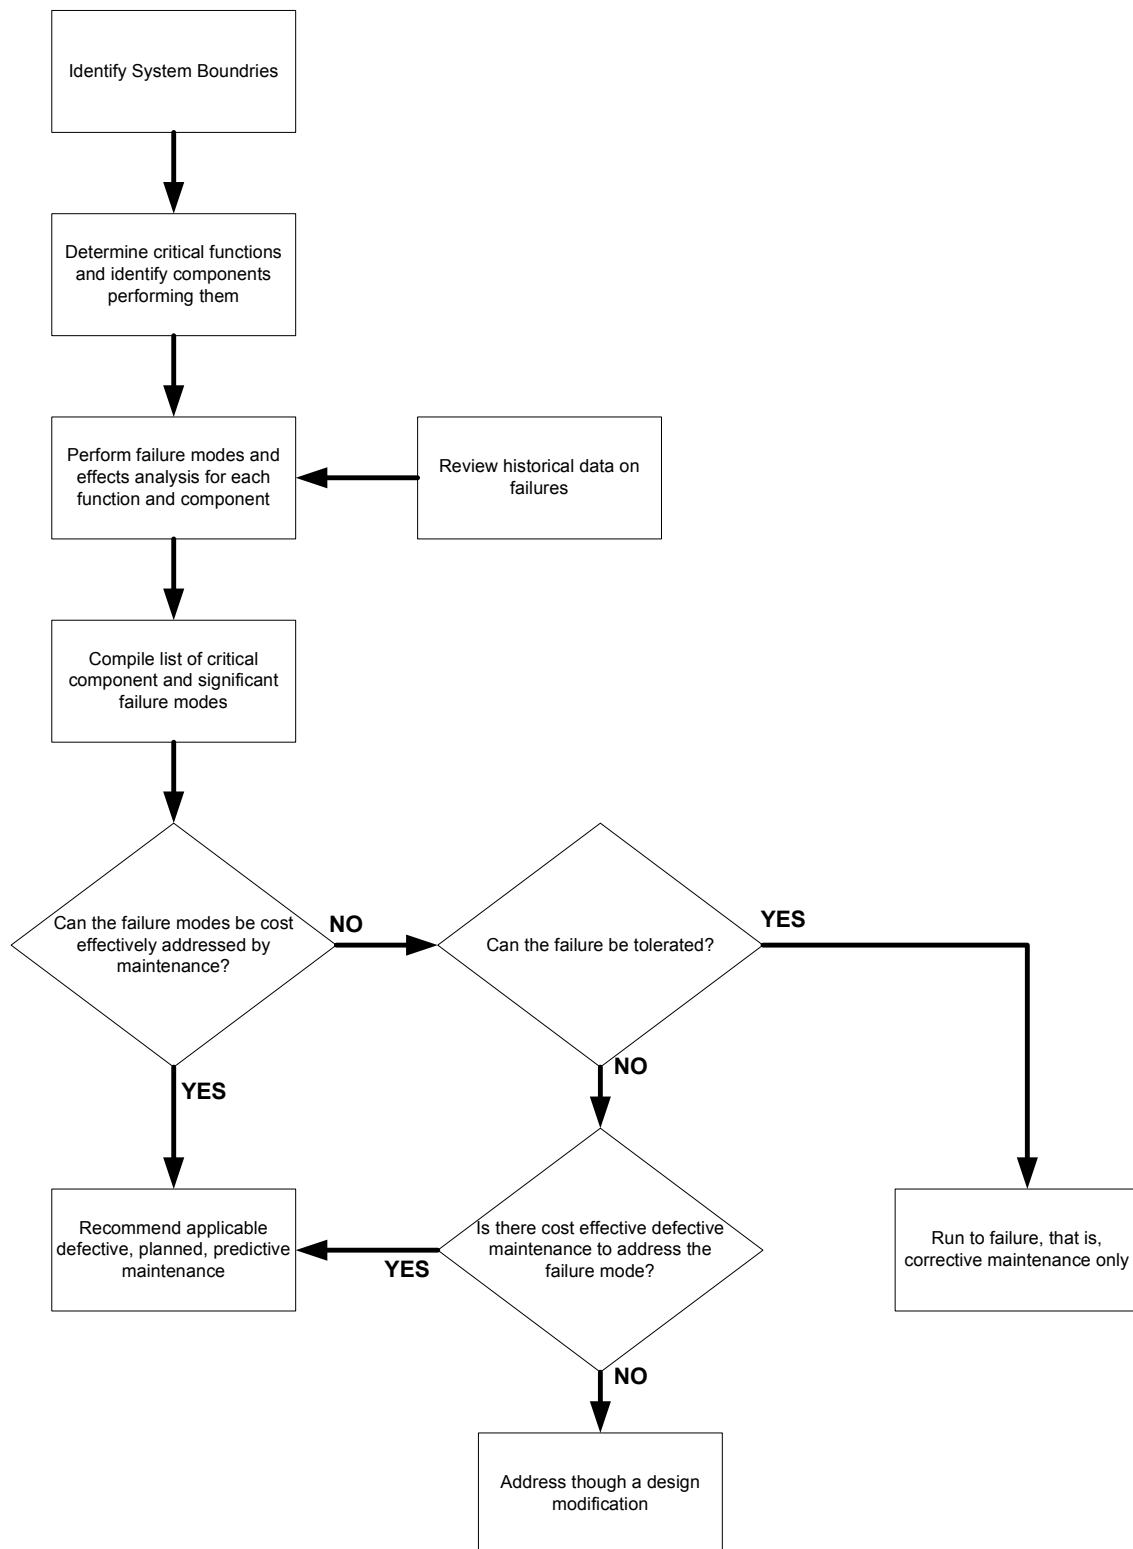 Identify System Boundries
Determine critical functions
and identify components
performing them
Perform failure modes and
effects analysis for each
function and component
Review historical data on
failures
Compile list of critical
component and significant
failure modes
Can the failure modes be cost
effectively addressed by
maintenance?
NO
Can the failure be tolerated?
YES
YES
NO
Recommend applicable
defective, planned, predictive
maintenance
YES
Is there cost effective defective
maintenance to address the
failure mode?
Run to failure, that is,
corrective maintenance only
NO
Address though a design
modification